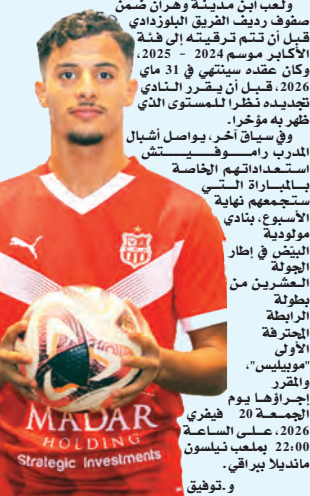 ولعب ابن مدينة وهران ضمن
صفوف رديف الفريق البلوزدادي
قبل أن تتم ترقيته إلى فئة
الأكابر موسم 2024 - 2025،
وكان عقده سينتهي في 31 ماي
2026، قبل أن يقرر النادي
تجديده نظرا للمستوى الذي
ظهر به مؤخرا.
وفي سياق آخر، يواصل أشبال
المدرب راموفيتش
استعداداتهم الخاصة
بالمباراة التي
ستجمعهم نهاية
الأسبوع، بنادي
مولودية
البيّض في إطار
الجولة
العشرين من
بطولة
الرابطة
المحترفة
الأولى
"موبيليس"،
والمقرر
إجراؤها يوم
الجمعة 20 فيفري
2026، على الساعة
22:00 بملعب نيلسون
مانديلا ببراقي.
و.توفيق
MADAR
HOLDING
Strategic Investments